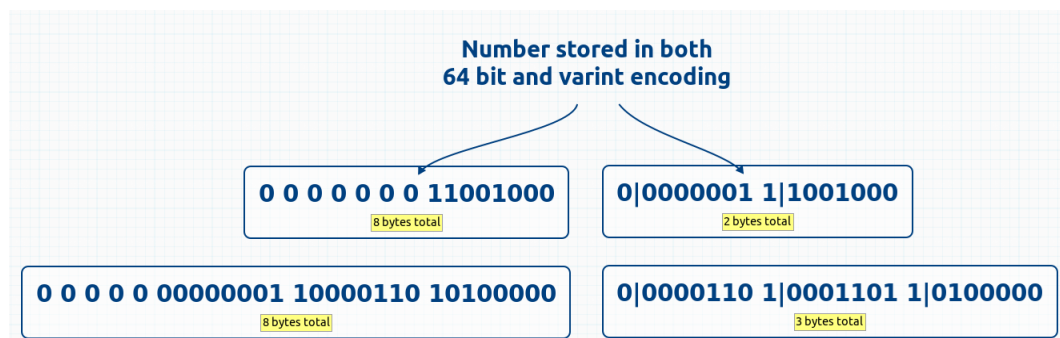 Number stored in both
64 bit and varint encoding
0 0 0 0 0 0 0 11001000
8 bytes total
0|0000001 1|1001000
2 bytes total
0 0 0 0 0 00000001 10000110 10100000
8 bytes total
0|0000110 1|0001101 1|0100000
3 bytes total